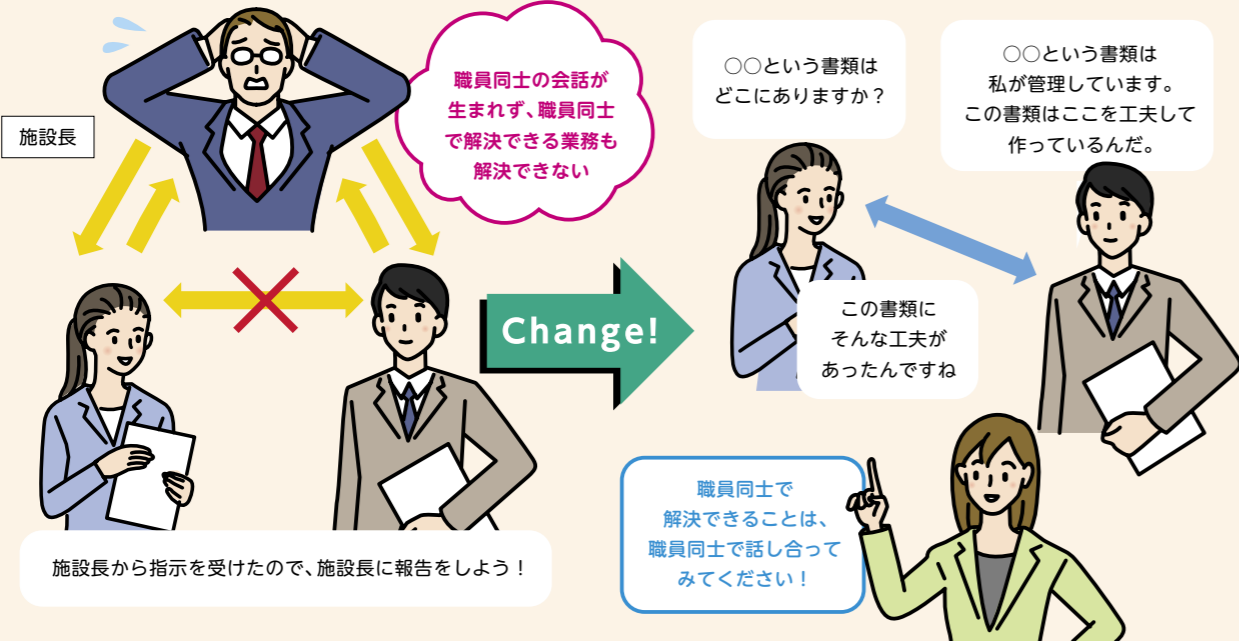 施設長
職員同士の会話が
生まれず、職員同士
で解決できる業務も
解決できない
施設長から指示を受けたので、施設長に報告をしよう！
Change!
○○という書類は
どこにありますか？
○○という書類は
私が管理しています。
この書類はここを工夫して
作っているんだ。
この書類に
そんな工夫が
あったんですね
職員同士で
解決できることは、
職員同士で話し合って
みてください！